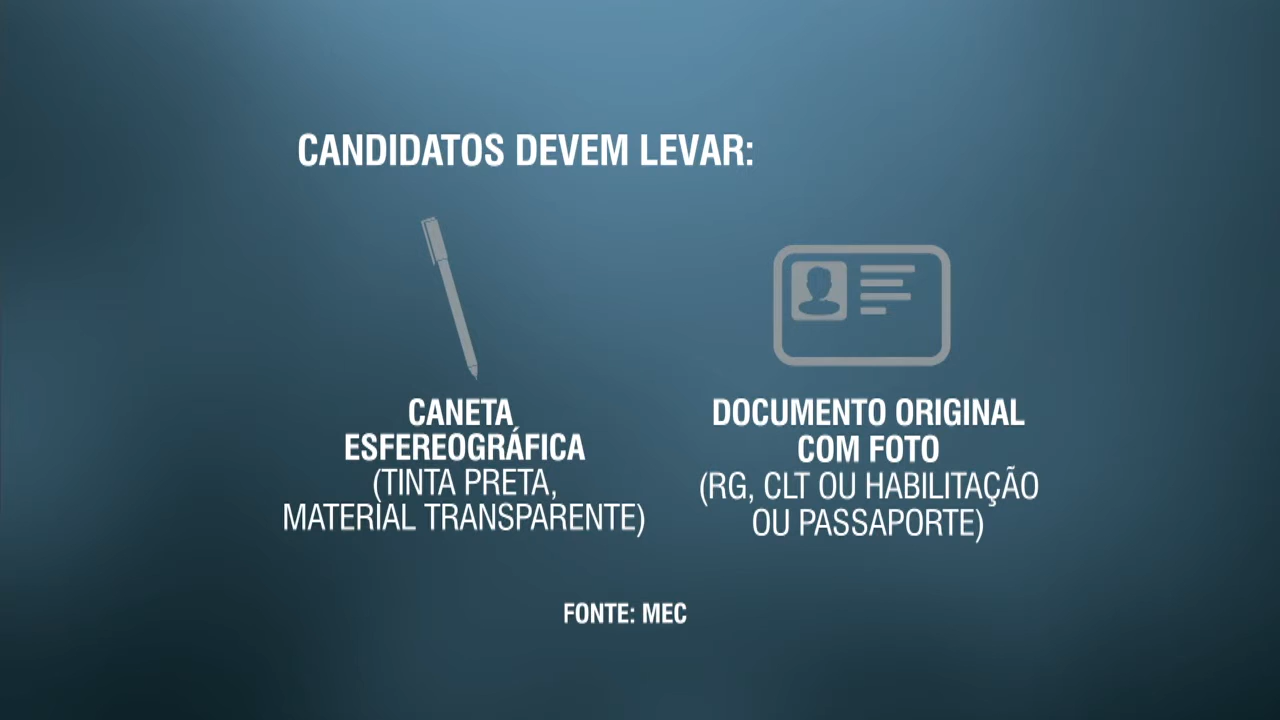 CANDIDATOS DEVEM LEVAR:
CANETA
ESFEREOGRÁFICA
(TINTA PRETA,
MATERIAL TRANSPARENTE)
DOCUMENTO ORIGINAL
COM FOTO
(RG, CLT OU HABILITAÇÃO
OU PASSAPORTE)
FONTE: MEC